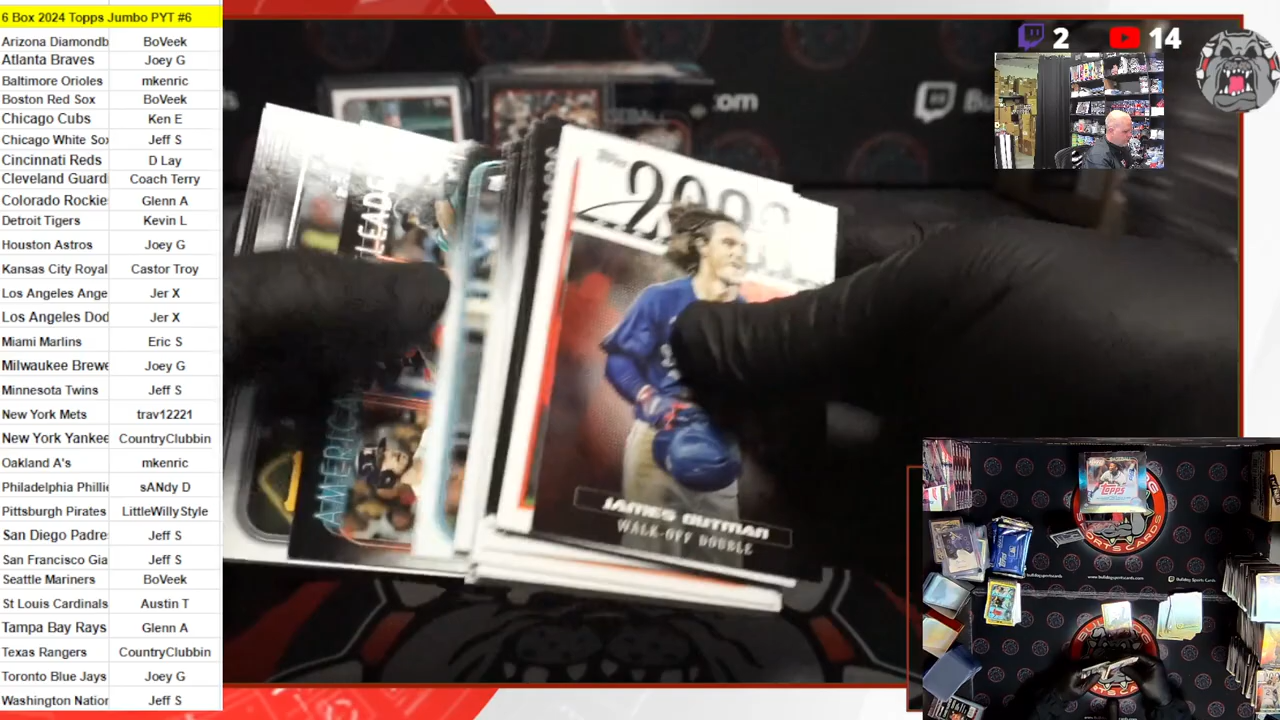 6 Box 2024 Topps Jumbo PYT #6
Arizona Diamondb BoVeek
Atlanta Braves Joey G
Baltimore Orioles mkenric
Boston Red Sox BoVeek
Chicago Cubs Ken E
Chicago White Sox Jeff S
Cincinnati Reds D Lay
Cleveland Guard Coach Terry
Colorado Rockie Glenn A
Detroit Tigers Kevin L
Houston Astros Joey G
Kansas City Royal Castor Troy
Los Angeles Ange Jer X
Los Angeles Dod Jer X
Miami Marlins Eric S
Milwaukee Brewe Joey G
Minnesota Twins Jeff S
New York Mets trav12221
New York Yankee CountryClubbin
Oakland A's mkenric
Philadelphia Phillie sANdy D
Pittsburgh Pirates LittleWillyStyle
San Diego Padre Jeff S
San Francisco Gia Jeff S
Seattle Mariners BoVeek
St Louis Cardinals Austin T
Tampa Bay Rays Glenn A
Texas Rangers CountryClubbin
Toronto Blue Jays Joey G
Washington Nation Jeff S
2 14
.com
JAMES OUTMAN
WALK-OFF DOUBLE
Topps